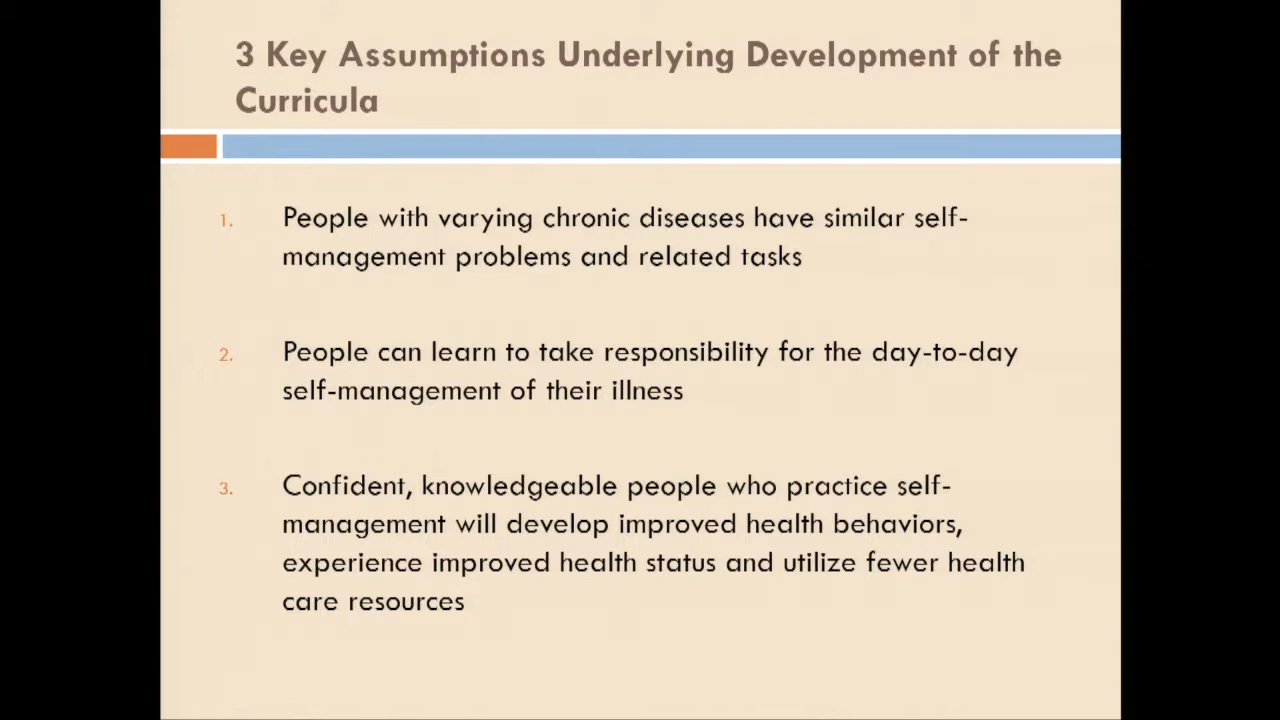 3 Key Assumptions Underlying Development of the
Curricula
1. People with varying chronic diseases have similar self-
management problems and related tasks
2. People can learn to take responsibility for the day-to-day
self-management of their illness
3. Confident, knowledgeable people who practice self-
management will develop improved health behaviors,
experience improved health status and utilize fewer health
care resources